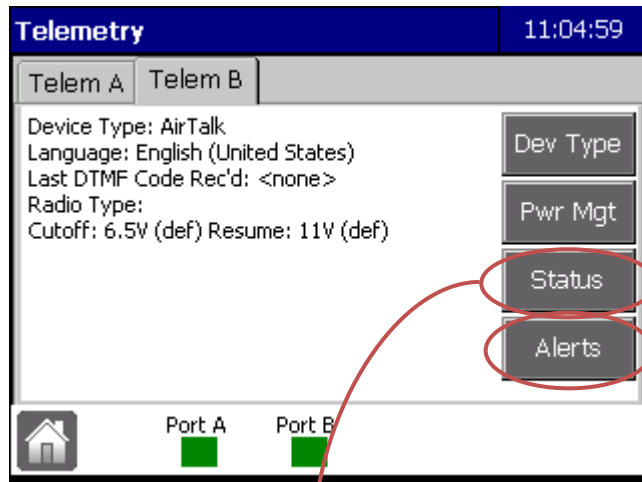 Telemetry
11:04:59
Telem A
Telem B
Device Type: AirTalk
Language: English (United States)
Last DTMF Code Rec'd: <none>
Radio Type:
Cutoff: 6.5V (def) Resume: 11V (def)
Dev Type
Pwr Mgt
Status
Alerts
Port A
Port B